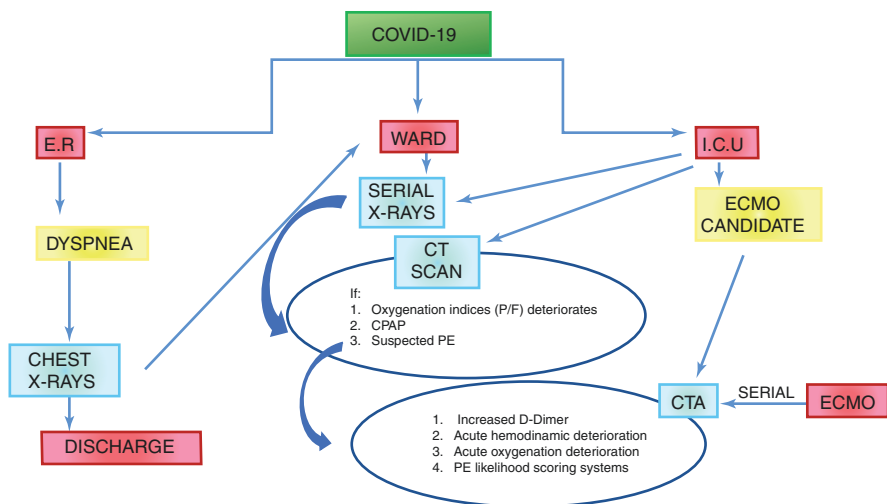 COVID-19
E.R
WARD
I.C.U
SERIAL
X-RAYS
ECMO
CANDIDATE
DYSPNEA
CT
SCAN
If:
1. Oxygenation indices (P/F) deteriorates
2. CPAP
3. Suspected PE
CHEST
X-RAYS
CTA
SERIAL
ECMO
DISCHARGE
1. Increased D-Dimer
2. Acute hemodinamic deterioration
3. Acute oxygenation deterioration
4. PE likelihood scoring systems